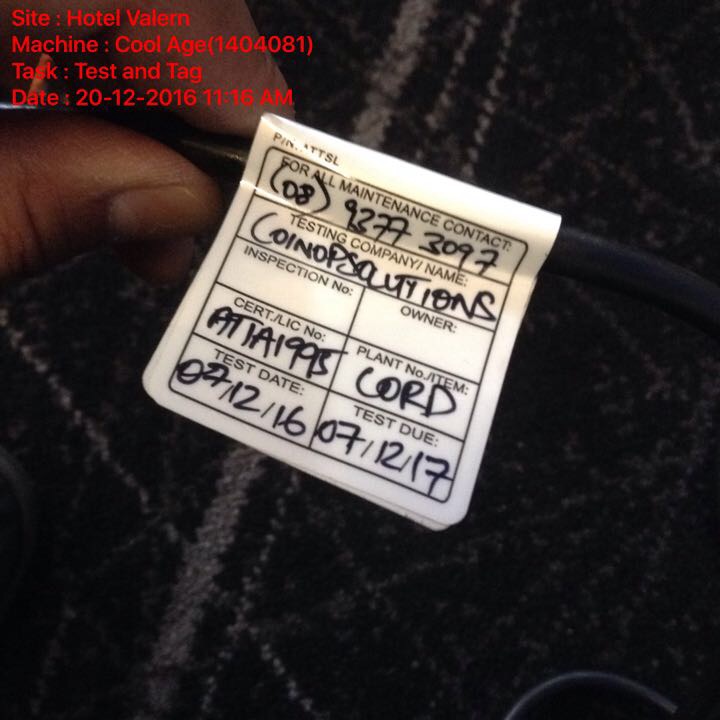 Site : Hotel Valern
Machine : Cool Age(1404081)
Task : Test and Tag
Date : 20-12-2016 11:16 AM
FOR ALL MAINTENANCE CONTACT:
(08) 9277 3097
TESTING COMPANY/ NAME:
COINOPSOLUTIONS
INSPECTION No:
OWNER:
CERT./LIC No:
PLANT No./ITEM:
ATIA1995
CORD
TEST DATE:
TEST DUE:
07/12/16
07/12/17